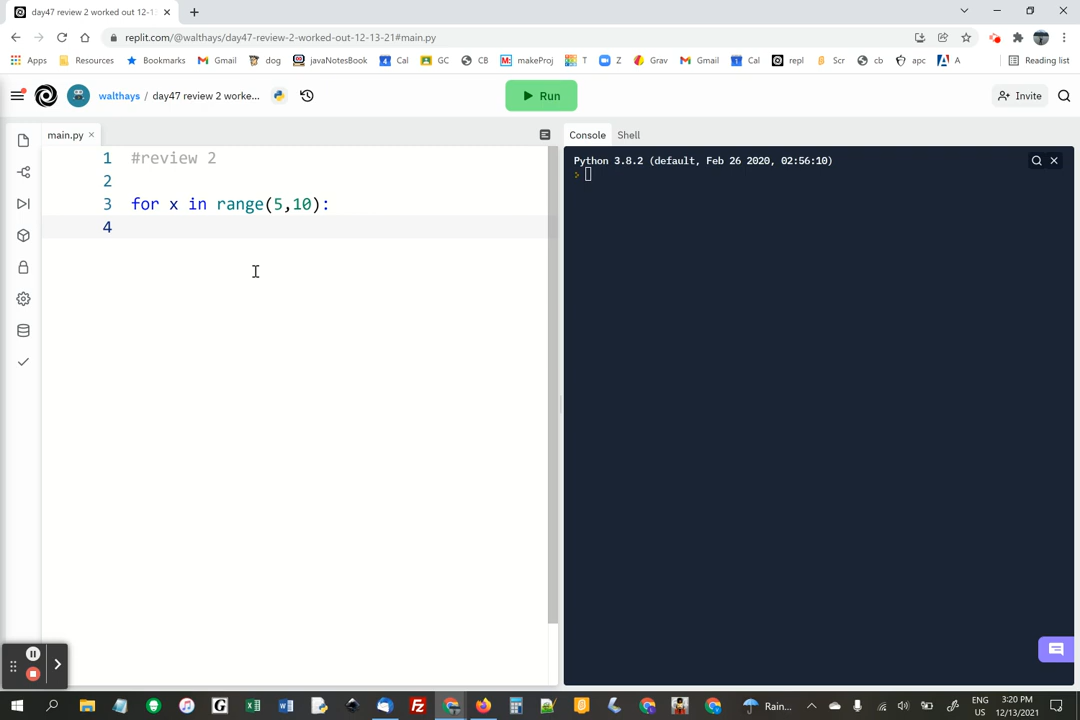 day47 review 2 worked out 12-13
replit.com/@walthays/day47-review-2-worked-out-12-13-21#main.py
Apps Resources Bookmarks Gmail dog javaNotesBook Cal GC CB makeProj T Z Grav Gmail Cal repl Scr cb apc A Reading list
walthays / day47 review 2 worke... Run Invite
main.py Console Shell
1 #review 2
2
3 for x in range(5,10):
4
Python 3.8.2 (default, Feb 26 2020, 02:56:10)
>
Rain... ENG 3:20 PM
US 12/13/2021